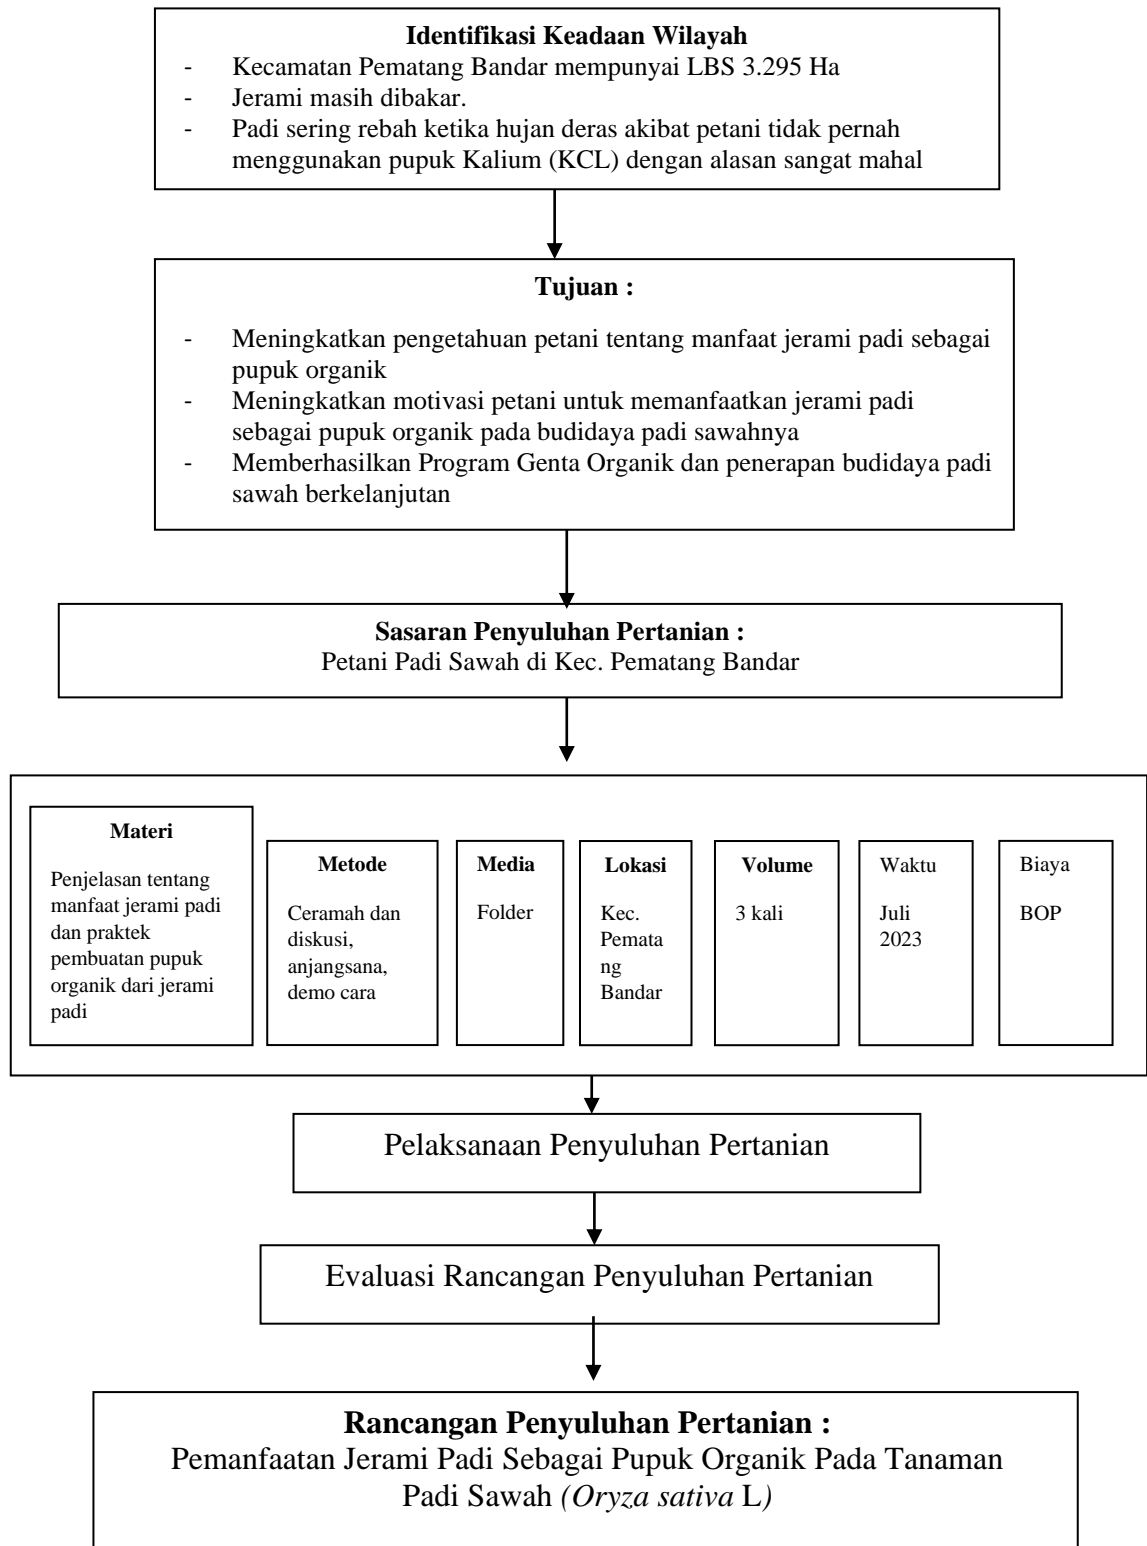 Identifikasi Keadaan Wilayah
- Kecamatan Pematang Bandar mempunyai LBS 3.295 Ha
- Jerami masih dibakar.
- Padi sering rebah ketika hujan deras akibat petani tidak pernah
menggunakan pupuk Kalium (KCL) dengan alasan sangat mahal
Tujuan :
- Meningkatkan pengetahuan petani tentang manfaat jerami padi sebagai
pupuk organik
- Meningkatkan motivasi petani untuk memanfaatkan jerami padi
sebagai pupuk organik pada budidaya padi sawahnya
- Memberhasilkan Program Genta Organik dan penerapan budidaya padi
sawah berkelanjutan
Sasaran Penyuluhan Pertanian :
Petani Padi Sawah di Kec. Pematang Bandar
Materi
Penjelasan tentang
manfaat jerami padi
dan praktek
pembuatan pupuk
organik dari jerami
padi
Metode
Ceramah dan
diskusi,
anjangsana,
demo cara
Media
Folder
Lokasi
Kec.
Pemata
ng
Bandar
Volume
3 kali
Waktu
Juli
2023
Biaya
BOP
Pelaksanaan Penyuluhan Pertanian
Evaluasi Rancangan Penyuluhan Pertanian
Rancangan Penyuluhan Pertanian :
Pemanfaatan Jerami Padi Sebagai Pupuk Organik Pada Tanaman
Padi Sawah (Oryza sativa L)